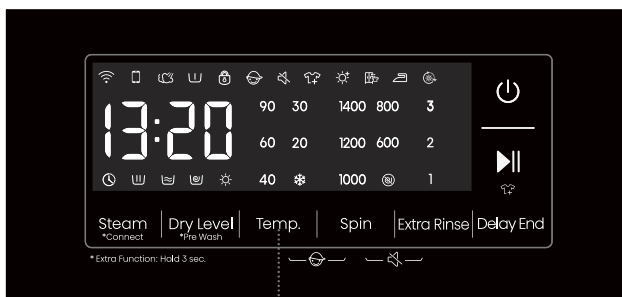 13:20
90 30 1400 800 3
60 20 1200 600 2
40 1000 1
Steam Dry Level Temp. Spin Extra Rinse Delay End
*Connect *Pre Wash
* Extra Function: Hold 3 sec.